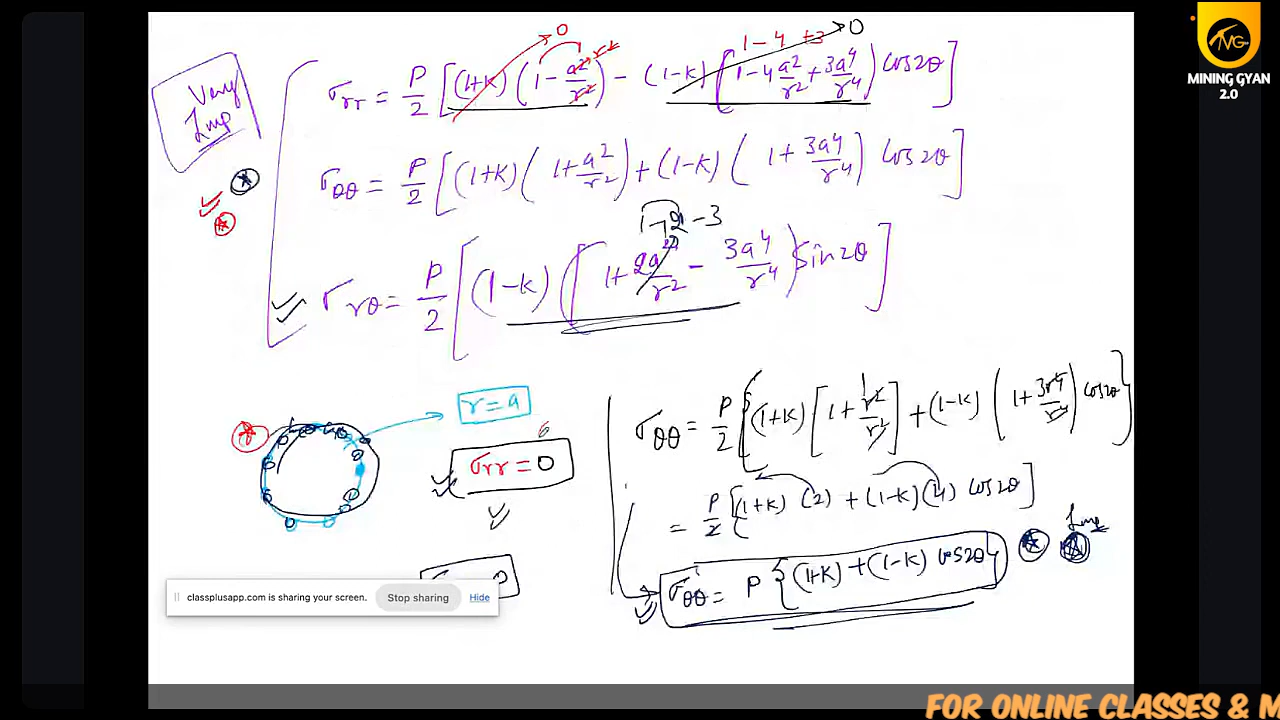 MINING GYAN
2.0
Very
Imp
0
1 - 4 + 3
0
σrr = P/2 [(1+k) (1 - a²/r²) - (1-k) (1 - 4a²/r² + 3a⁴/r⁴) cos2θ]
σθθ = P/2 [(1+k) (1 + a²/r²) + (1-k) (1 + 3a⁴/r⁴) cos2θ]
σrθ = P/2 [(1-k) (1 + 2a²/r² - 3a⁴/r⁴) sin2θ]
r = a
σrr = 0
σθθ = P/2 {(1+k) [1 + r²/r²] + (1-k) (1 + 3r⁴/r⁴) cos2θ}
= P/2 [(1+k) (2) + (1-k) (4) cos2θ]
Imp
σθθ = P {(1+k) + (1-k) cos2θ}
classplusapp.com is sharing your screen.
Stop sharing
Hide
FOR ONLINE CLASSES & M